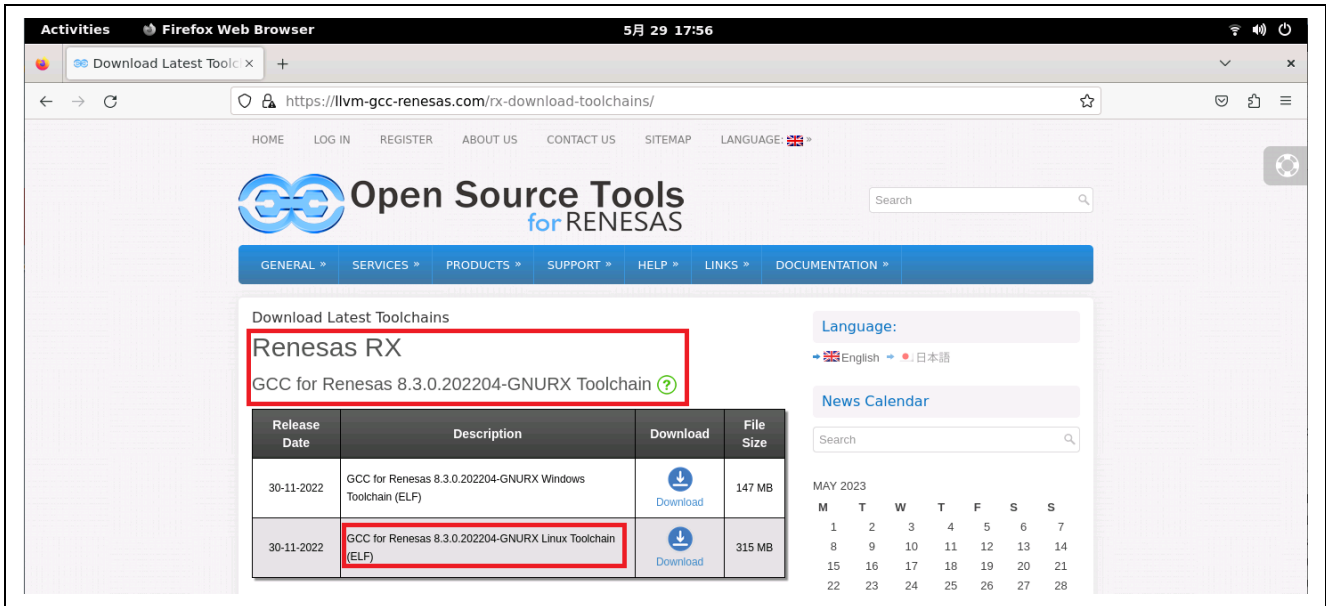 Activities Firefox Web Browser 5月 29 17:56
Download Latest Toolc
https://llvm-gcc-renesas.com/rx-download-toolchains/
HOME LOG IN REGISTER ABOUT US CONTACT US SITEMAP LANGUAGE: »
Open Source Tools
for RENESAS
Search
GENERAL » SERVICES » PRODUCTS » SUPPORT » HELP » LINKS » DOCUMENTATION »
Download Latest Toolchains
Renesas RX
GCC for Renesas 8.3.0.202204-GNURX Toolchain ?
Release Date Description Download File Size
30-11-2022 GCC for Renesas 8.3.0.202204-GNURX Windows
Toolchain (ELF) Download 147 MB
30-11-2022 GCC for Renesas 8.3.0.202204-GNURX Linux Toolchain
(ELF) Download 315 MB
Language:
English 日本語
News Calendar
Search
MAY 2023
M T W T F S S
1 2 3 4 5 6 7
8 9 10 11 12 13 14
15 16 17 18 19 20 21
22 23 24 25 26 27 28